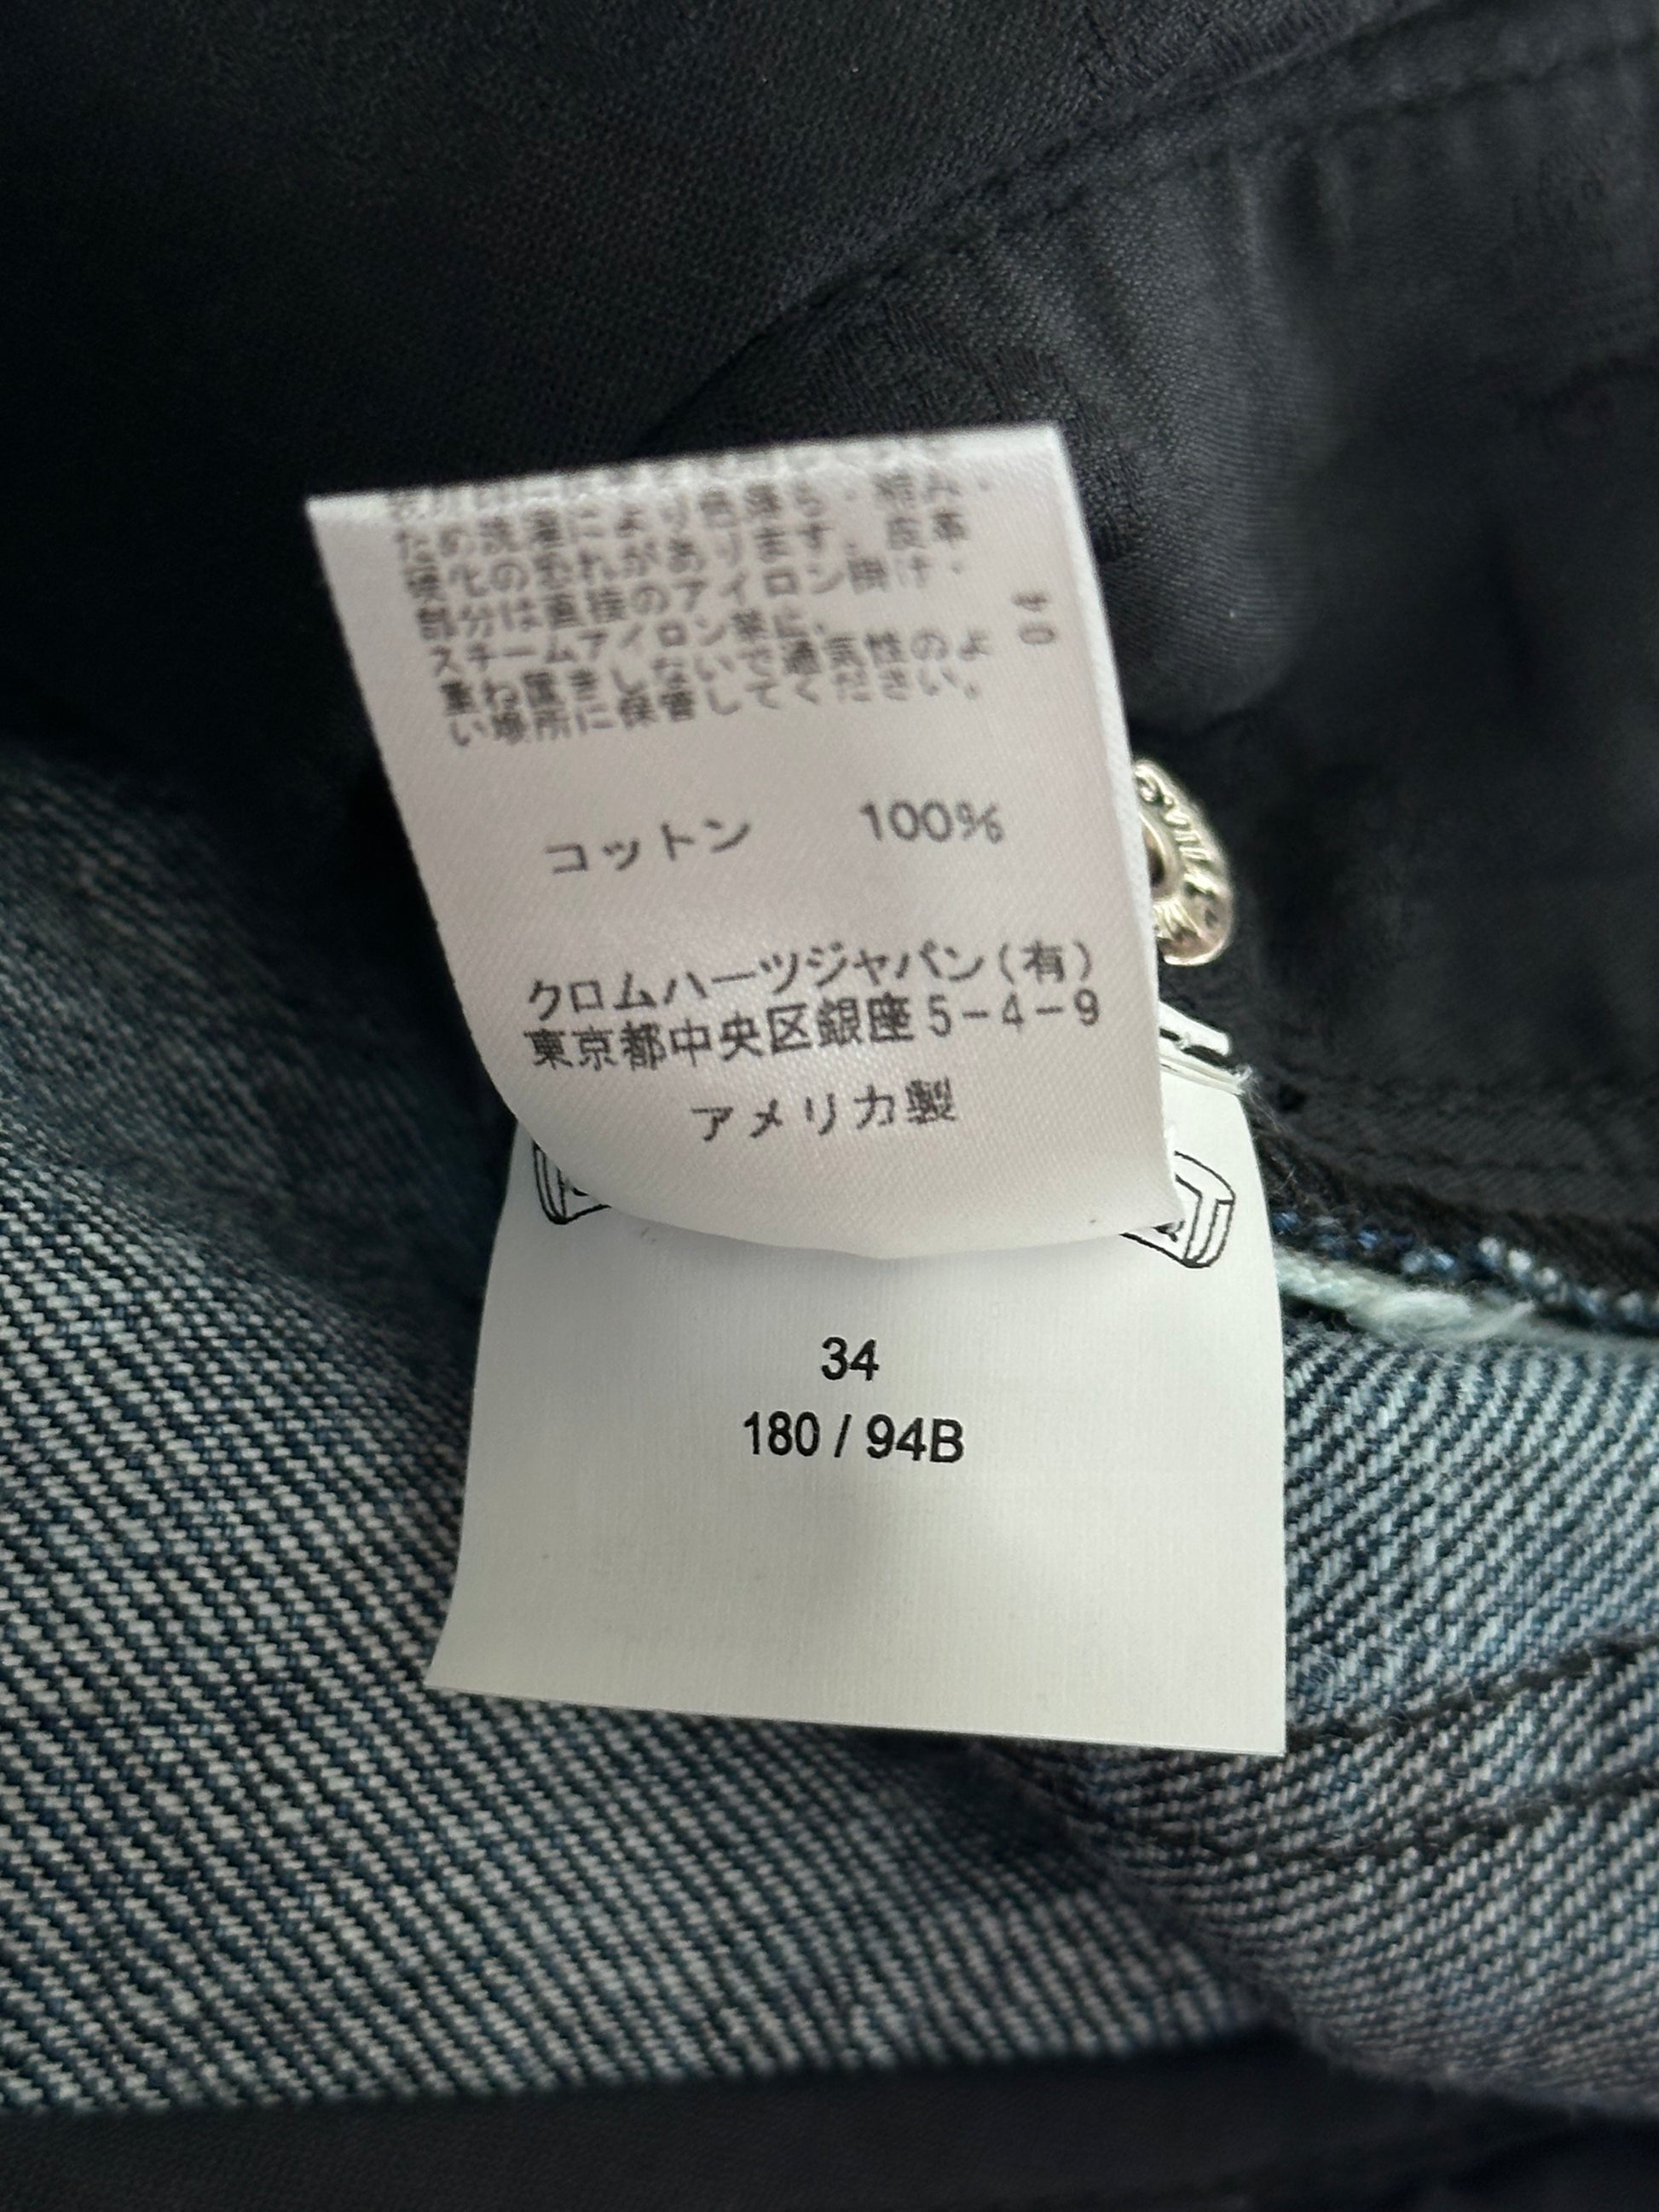 ため洗濯により色落ち・縮み・
硬化の恐れがあります。皮革
部分は直接のアイロン掛け・
スチームアイロン禁止。
重ね置きしないで通気性のよ
い場所に保管してください。
04
コットン 100%
クロムハーツジャパン(有)
東京都中央区銀座5-4-9
アメリカ製
34
180 / 94B